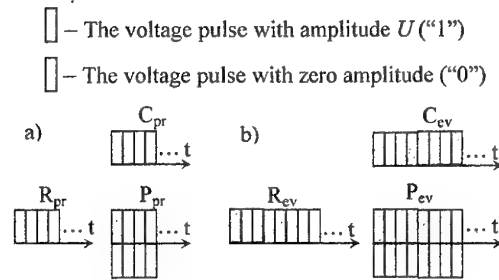 – The voltage pulse with amplitude U (“1”)
– The voltage pulse with zero amplitude (“0”)
a) C_pr b) C_ev
... t ... t
R_pr P_pr R_ev P_ev
... t ... t ... t ... t